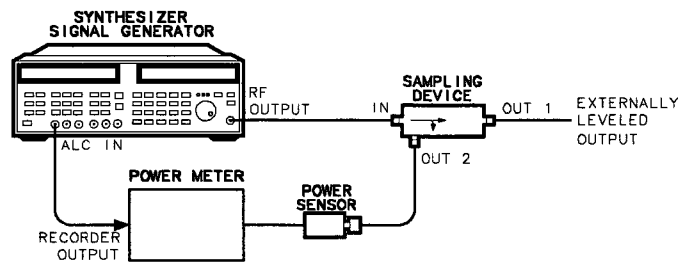 SYNTHESIZER
SIGNAL GENERATOR
RF
OUTPUT
SAMPLING
DEVICE
IN
OUT 1
EXTERNALLY
LEVELED
OUTPUT
ALC IN
OUT 2
POWER METER
POWER
SENSOR
RECORDER
OUTPUT